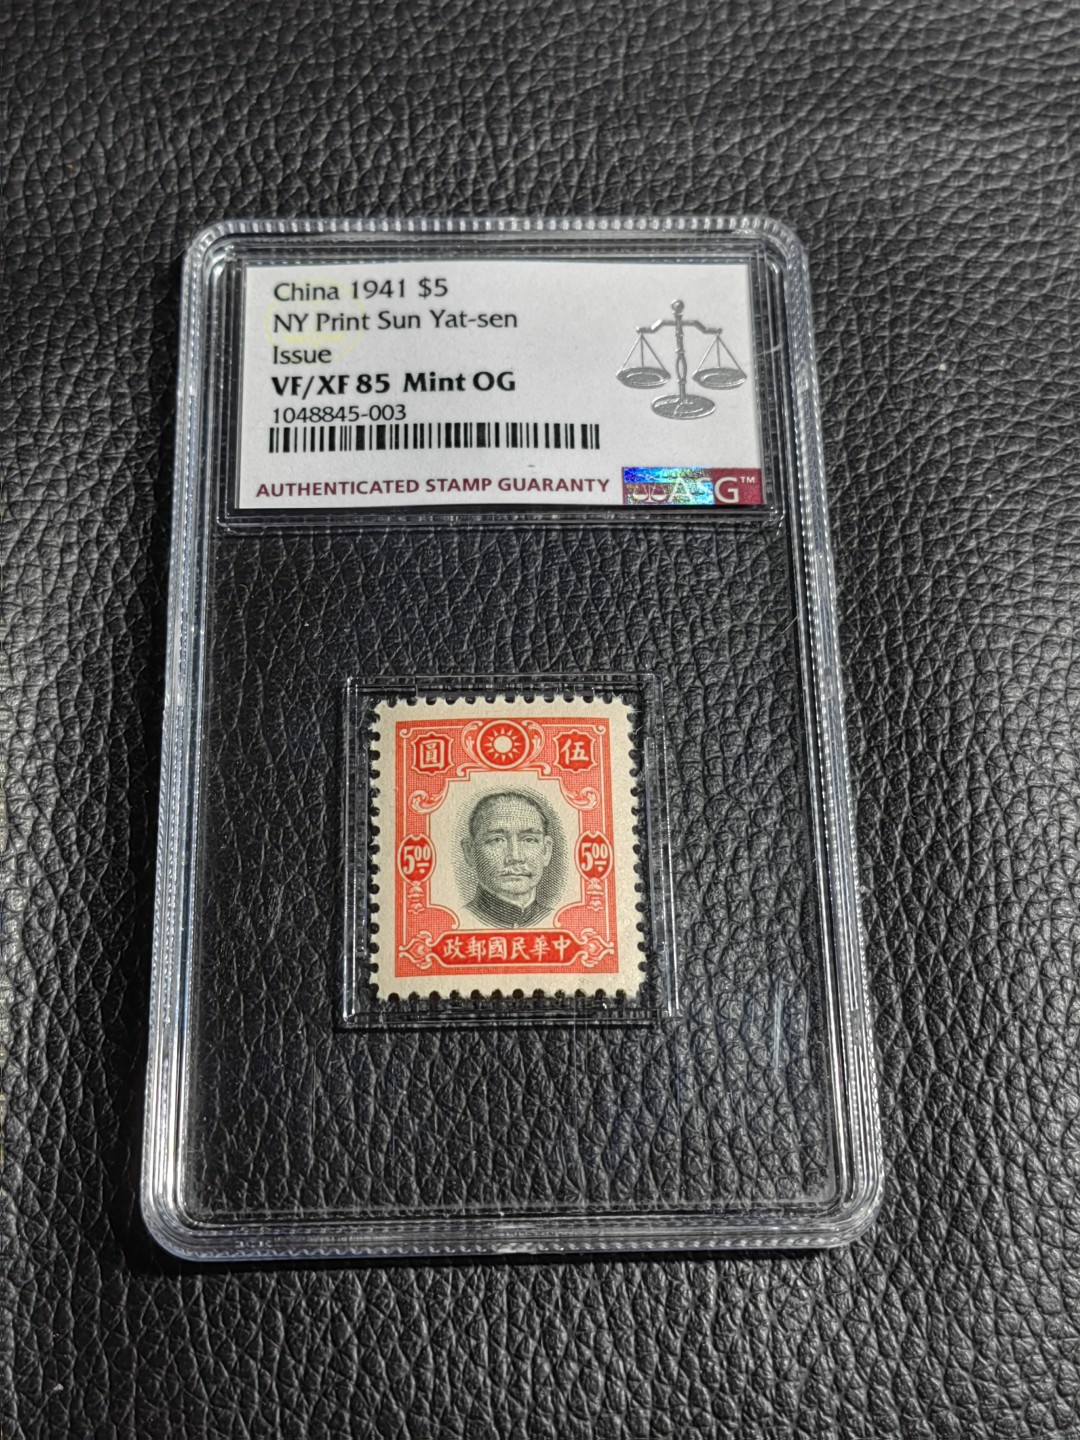 China 1941 $5
NY Print Sun Yat-sen
Issue
VF/XF 85 Mint OG
1048845-003
AUTHENTICATED STAMP GUARANTY
ASG™
圓 伍
5.00 5.00
政郵國民華中